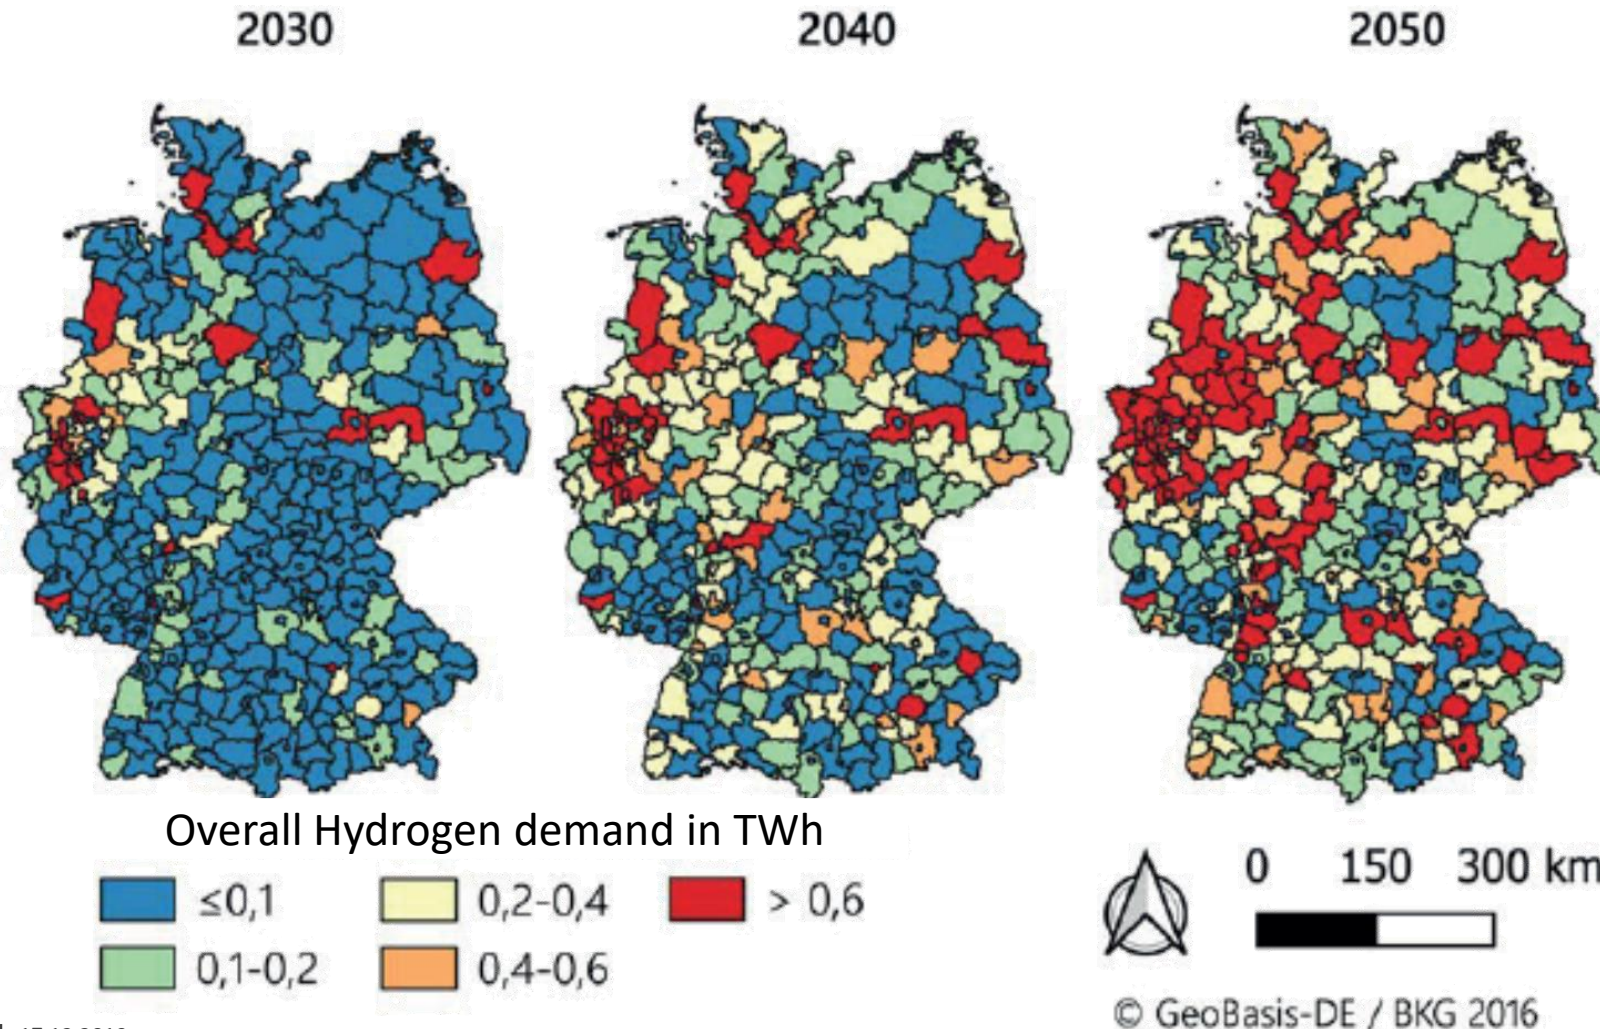 2030 2040 2050
Overall Hydrogen demand in TWh
≤0,1 0,2-0,4 > 0,6
0,1-0,2 0,4-0,6
0 150 300 km
© GeoBasis-DE / BKG 2016